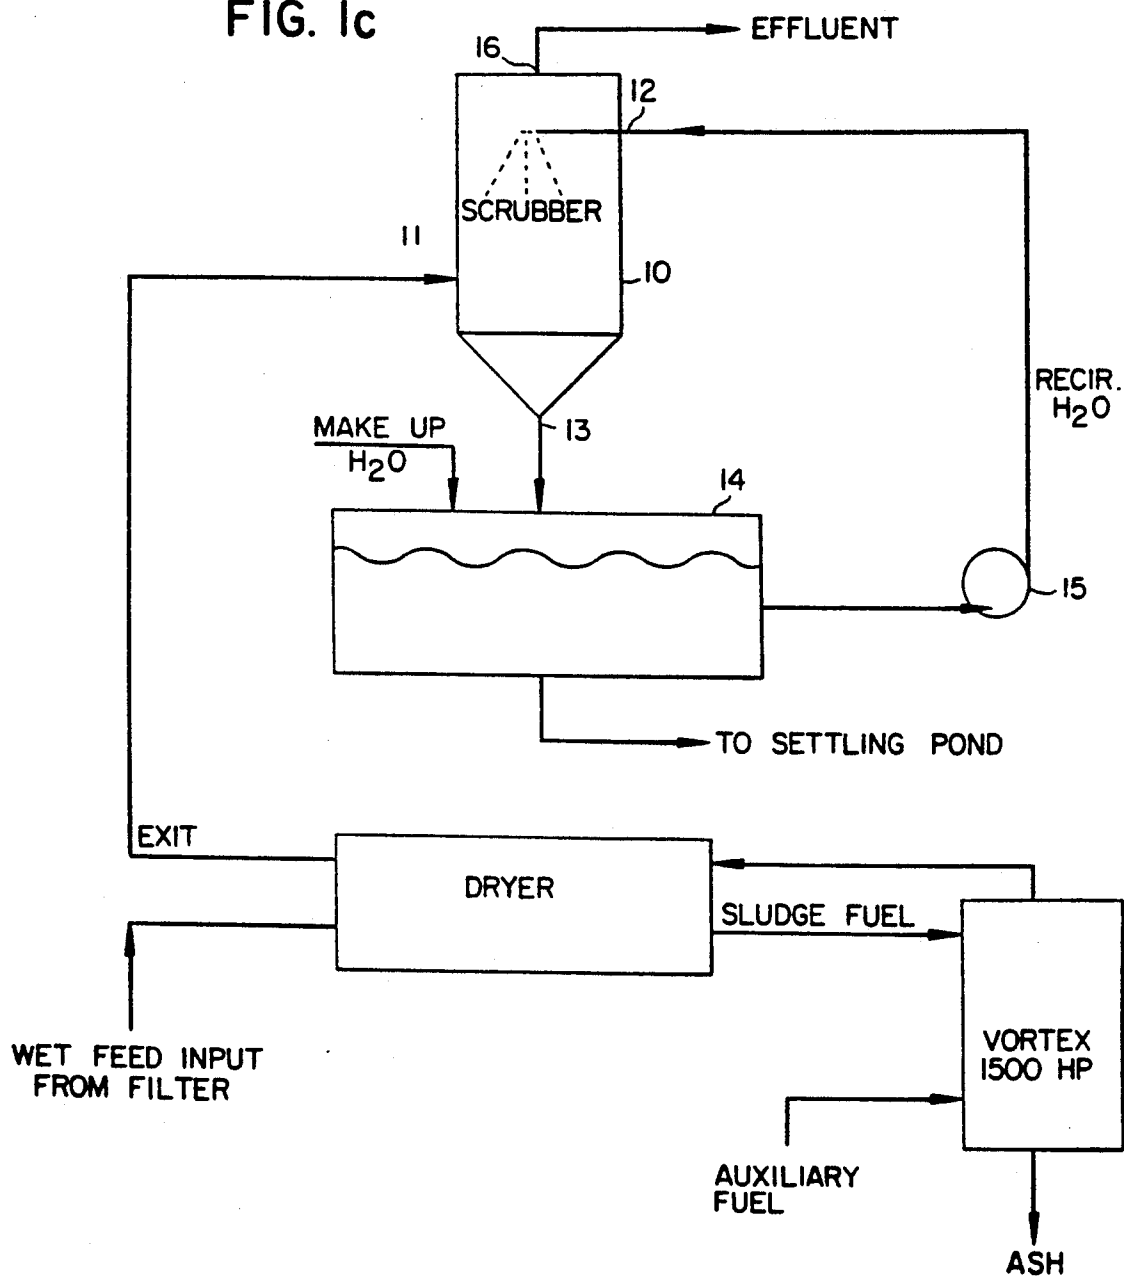 FIG. 1c
EFFLUENT
16
12
SCRUBBER
11
10
RECIR.
H2O
MAKE UP
H2O
13
14
15
TO SETTLING POND
EXIT
DRYER
SLUDGE FUEL
WET FEED INPUT
FROM FILTER
VORTEX
1500 HP
AUXILIARY
FUEL
ASH